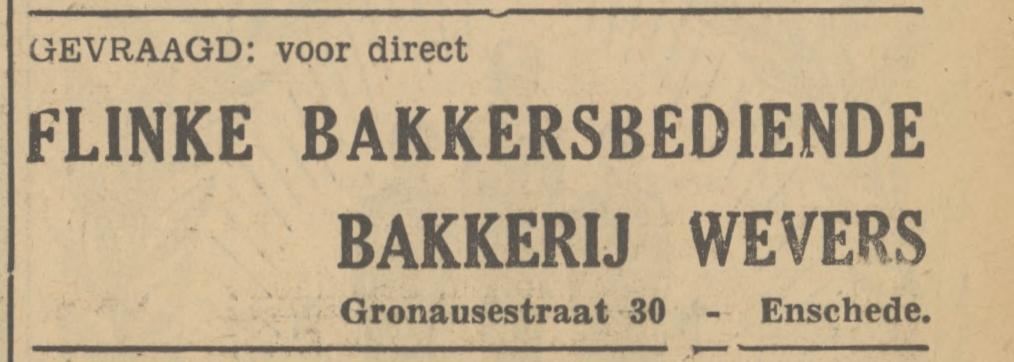 GEVRAAGD: voor direct
FLINKE BAKKERSBEDIENDE
BAKKERIJ WEVERS
Gronausestraat 30 - Enschede.